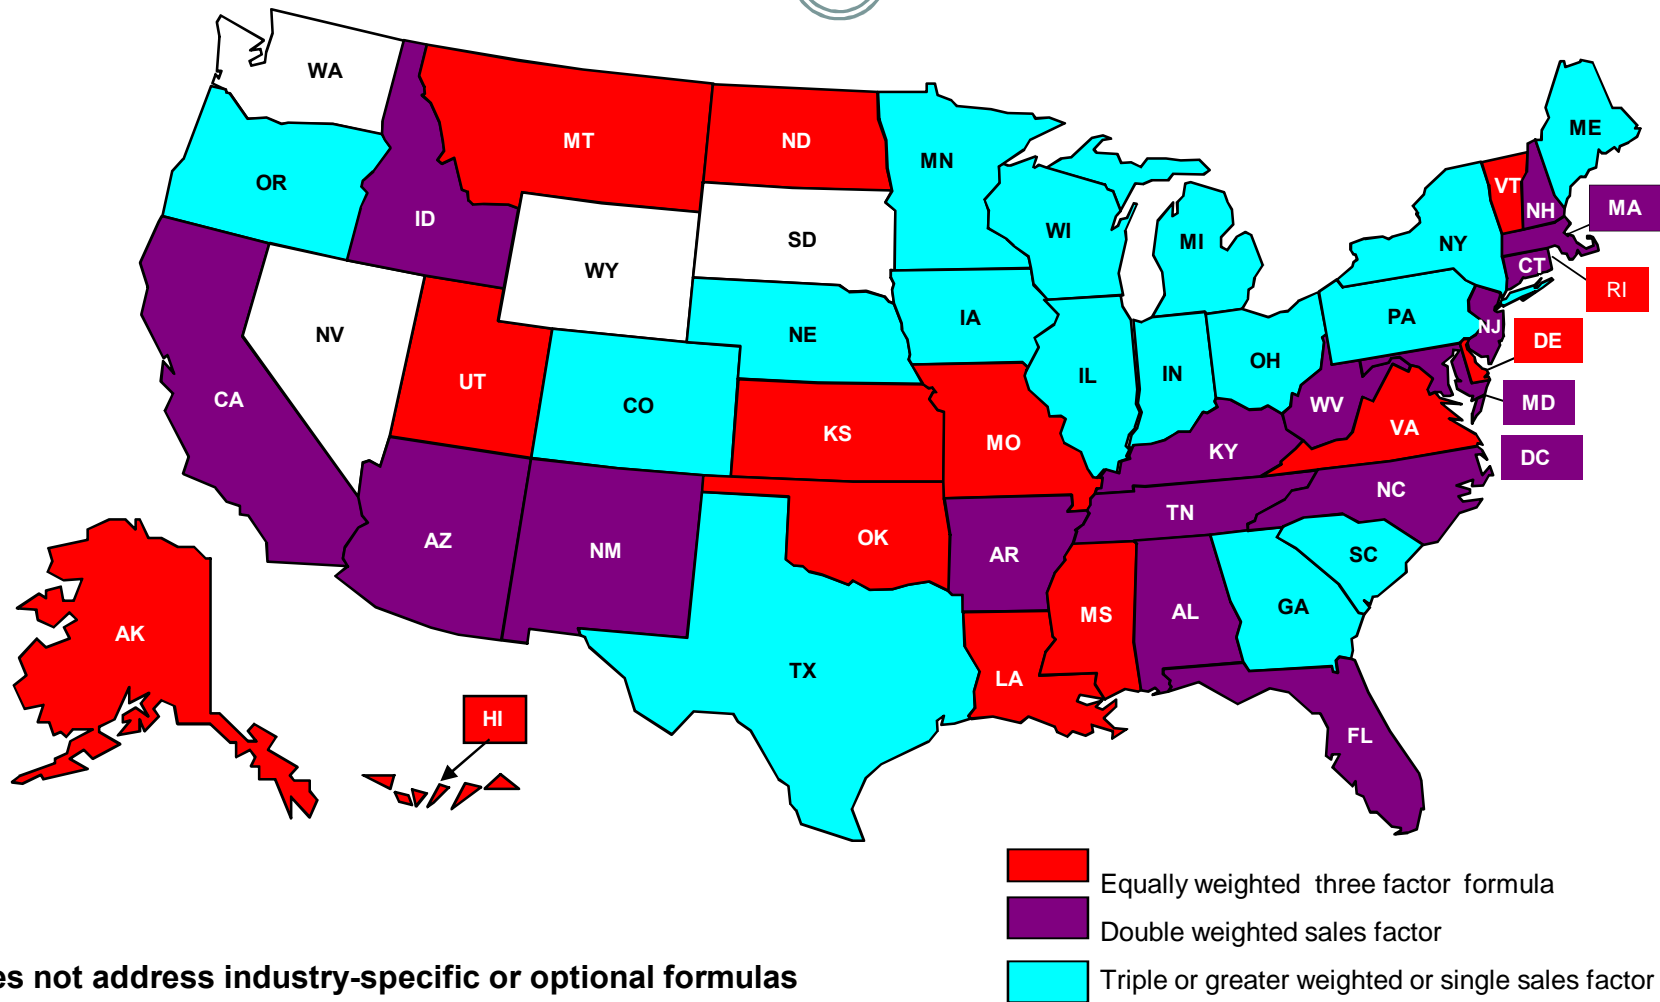 WA
MT
ND
MN
ME
OR
ID
SD
WI
MI
VT
NH
MA
NY
CT
RI
WY
NV
NE
IA
PA
NJ
DE
UT
CO
IL
IN
OH
CA
KS
MO
WV
VA
MD
KY
DC
AZ
NM
OK
AR
TN
NC
SC
AK
MS
AL
GA
TX
LA
HI
FL
Equally weighted three factor formula
Double weighted sales factor
Triple or greater weighted or single sales factor
es not address industry-specific or optional formulas